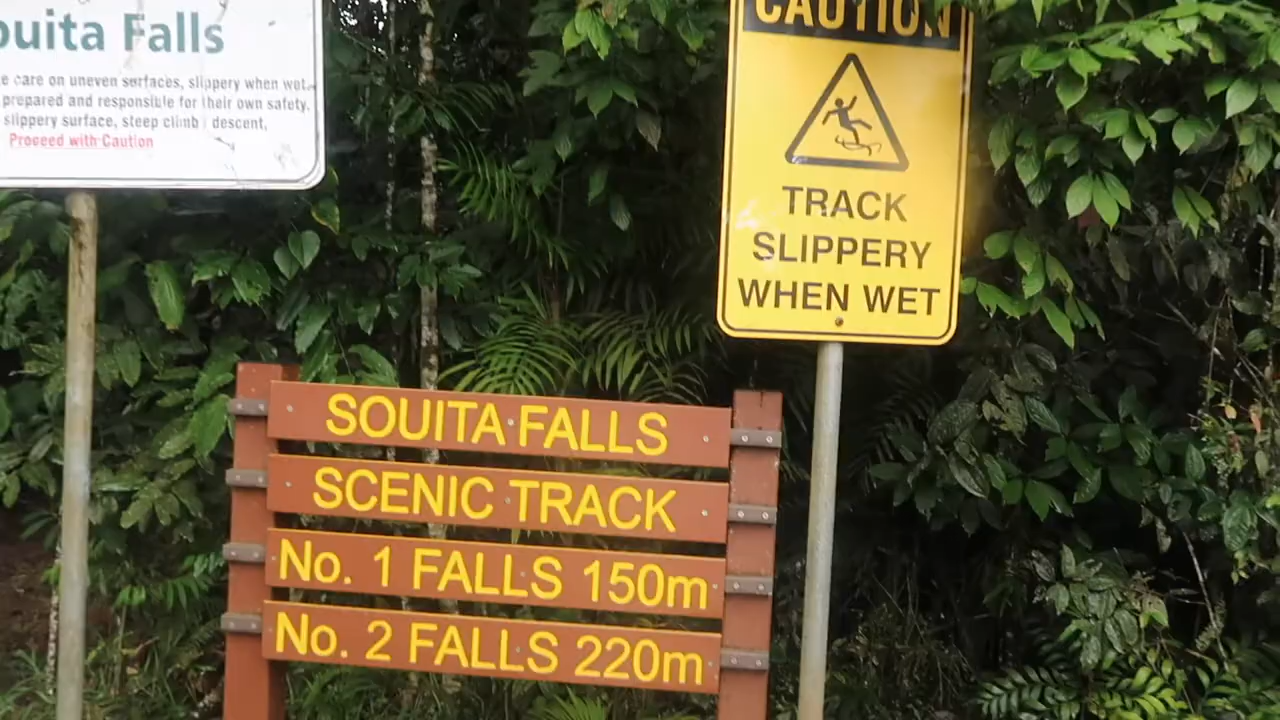 ouita Falls
e care on uneven surfaces, slippery when wet.
prepared and responsible for their own safety.
slippery surface, steep climb descent,
Proceed with Caution
CAUTION
TRACK
SLIPPERY
WHEN WET
SOUITA FALLS
SCENIC TRACK
No. 1 FALLS 150m
No. 2 FALLS 220m